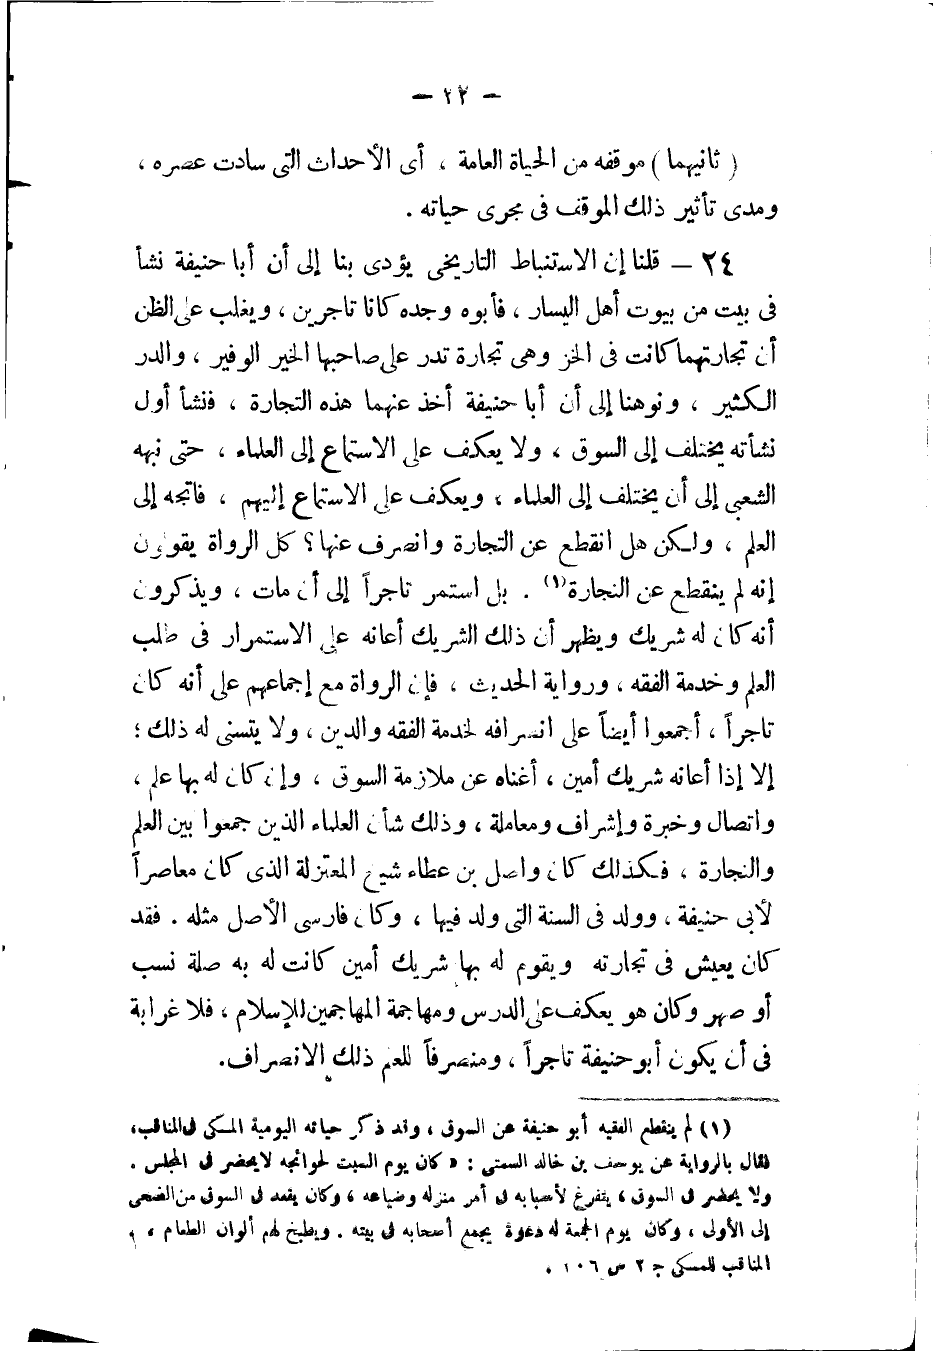 — ٢٢ —
( ثانيهما ) موقفه من الحياة العامة ، أى الأحداث التى سادت عصره ،
ومدى تأثير ذلك الموقف فى مجرى حياته .
٢٤ — قلنا إن الاستنباط التاريخى يؤدى بنا إلى أن أبا حنيفة نشأ
فى بيت من بيوت أهل اليسار ، فأبوه وجده كانا تاجرين ، ويغلب على الظن
أن تجارتهما كانت فى الخز وهى تجارة تدر على صاحبها الخير الوفير ، والدر
الكثير ، ونوهنا إلى أن أبا حنيفة أخذ عنهما هذه التجارة ، فنشأ أول
نشأته يختلف إلى السوق ، ولا يعكف على الاستماع إلى العلماء ، حتى نبهه
الشعبى إلى أن يختلف إلى العلماء ، ويعكف على الاستماع إليهم ، فاتجه إلى
العلم ، ولكن هل انقطع عن التجارة وانصرف عنها ؟ كل الرواة يقولون
إنه لم ينقطع عن التجارة (١) . بل استمر تاجراً إلى أن مات ، ويذكرون
أنه كان له شريك ويظهر أن ذلك الشريك أعانه على الاستمرار فى طلب
العلم وخدمة الفقه ، ورواية الحديث ، فإن الرواة مع إجماعهم على أنه كان
تاجراً ، أجمعوا أيضاً على انصرافه لخدمة الفقه والدين ، ولا يتسنى له ذلك ؛
إلا إذا أعانه شريك أمين ، أغناه عن ملازمة السوق ، وإن كان له بها علم ،
واتصال وخبرة وإشراف ومعاملة ، وذلك شأن العلماء الذين جمعوا بين العلم
والتجارة ، فكذلك كان واصل بن عطاء شيخ المعتزلة الذى كان معاصراً
لأبى حنيفة ، وولد فى السنة التى ولد فيها ، وكان فارسى الأصل مثله . فقد
كان يعيش فى تجارته ويقوم له بها شريك أمين كانت له به صلة نسب
أو صهر وكان هو يعكف على الدرس ومهاجمة المهاجمين للإسلام ، فلا غرابة
فى أن يكون أبو حنيفة تاجراً ، ومنصرفاً للعلم ذلك الانصراف .
(١) لم ينقطع الفقيه أبو حنيفة عن السوق ، وقد ذكر حياته اليومية المكى فى المناقب ،
فقال بالرواية عن يوسف بن خالد السمتى : « كان يوم السبت لحوائجه لا يحضر فى المجلس .
ولا يحضر فى السوق ، يتفرغ لأسبابه فى أمر منزله وضياعه ، وكان يقعد فى السوق من الضحى
إلى الأولى ، وكان يوم الجمعة له دعوة يجمع أصحابه فى بيته . ويطبخ لهم ألوان الطعام ، ،
المناقب للمكى ج ٢ ص ١٠٦ .